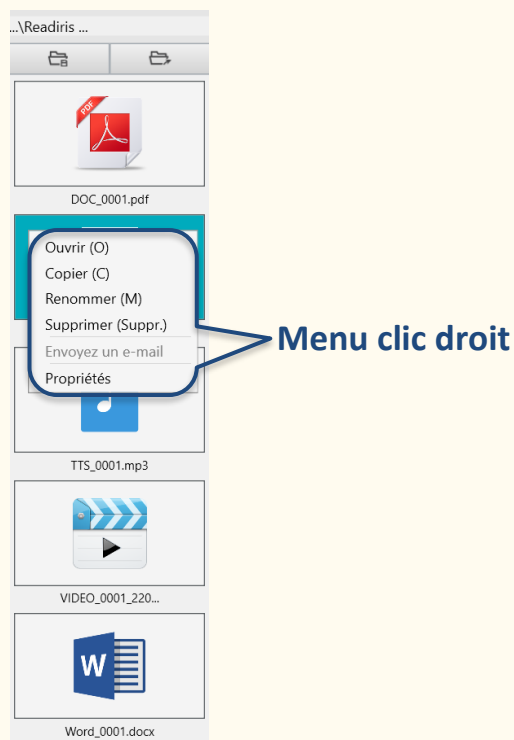 ...\Readiris ...
PDF
DOC_0001.pdf
Ouvrir (O)
Copier (C)
Renommer (M)
Supprimer (Suppr.)
Envoyez un e-mail
Propriétés
Menu clic droit
TTS_0001.mp3
VIDEO_0001_220...
W
Word_0001.docx